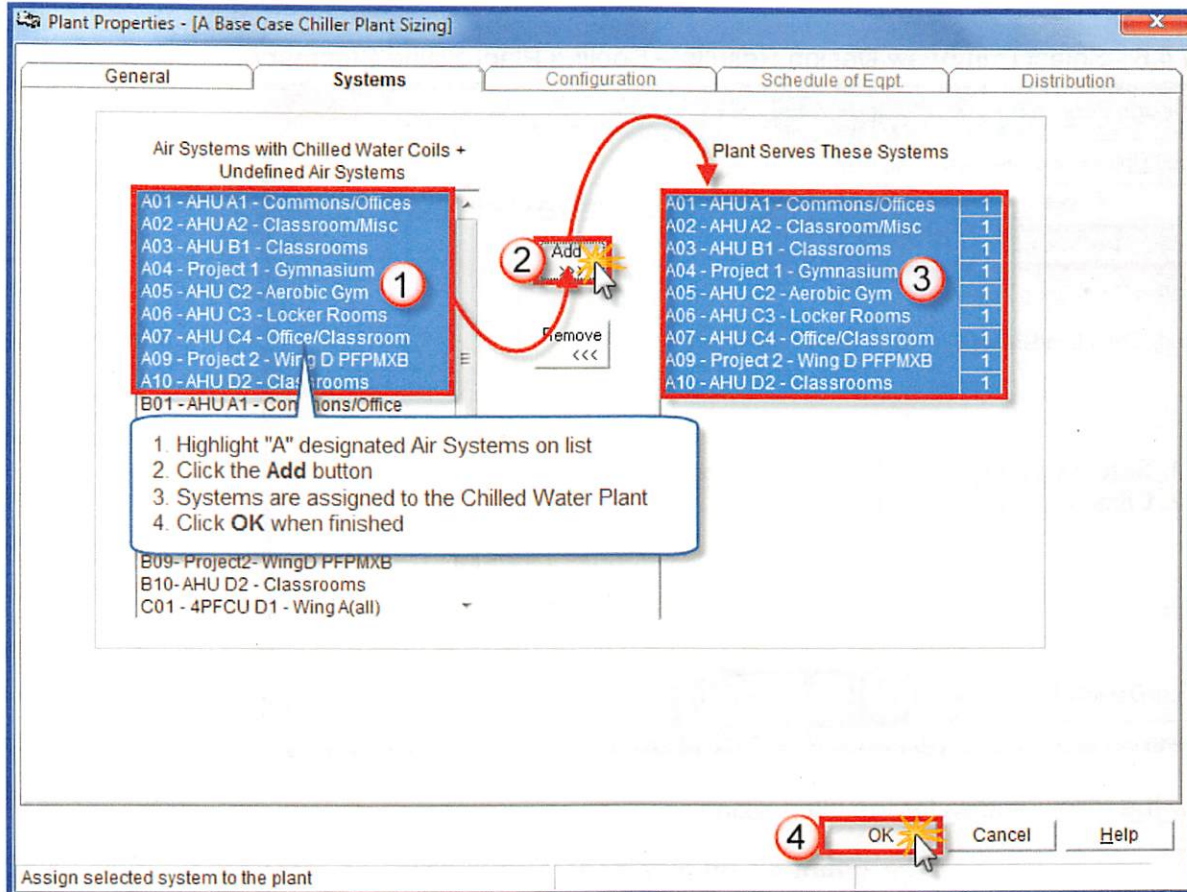 Plant Properties - [A Base Case Chiller Plant Sizing]
General
Systems
Configuration
Schedule of Eqpt.
Distribution
Air Systems with Chilled Water Coils +
Undefined Air Systems
A01 - AHU A1 - Commons/Offices
A02 - AHU A2 - Classroom/Misc
A03 - AHU B1 - Classrooms
A04 - Project 1 - Gymnasium
A05 - AHU C2 - Aerobic Gym
A06 - AHU C3 - Locker Rooms
A07 - AHU C4 - Office/Classroom
A09 - Project 2 - Wing D PFPMXB
A10 - AHU D2 - Classrooms
B01 - AHU A1 - Commons/Office
1
2
Add
>>>
Remove
<<<
Plant Serves These Systems
A01 - AHU A1 - Commons/Offices 1
A02 - AHU A2 - Classroom/Misc 1
A03 - AHU B1 - Classrooms 1
A04 - Project 1 - Gymnasium 1
A05 - AHU C2 - Aerobic Gym 1
A06 - AHU C3 - Locker Rooms 1
A07 - AHU C4 - Office/Classroom 1
A09 - Project 2 - Wing D PFPMXB 1
A10 - AHU D2 - Classrooms 1
3
1. Highlight "A" designated Air Systems on list
2. Click the Add button
3. Systems are assigned to the Chilled Water Plant
4. Click OK when finished
B09- Project2- WingD PFPMXB
B10- AHU D2 - Classrooms
C01 - 4PFCU D1 - Wing A(all)
4
OK
Cancel
Help
Assign selected system to the plant